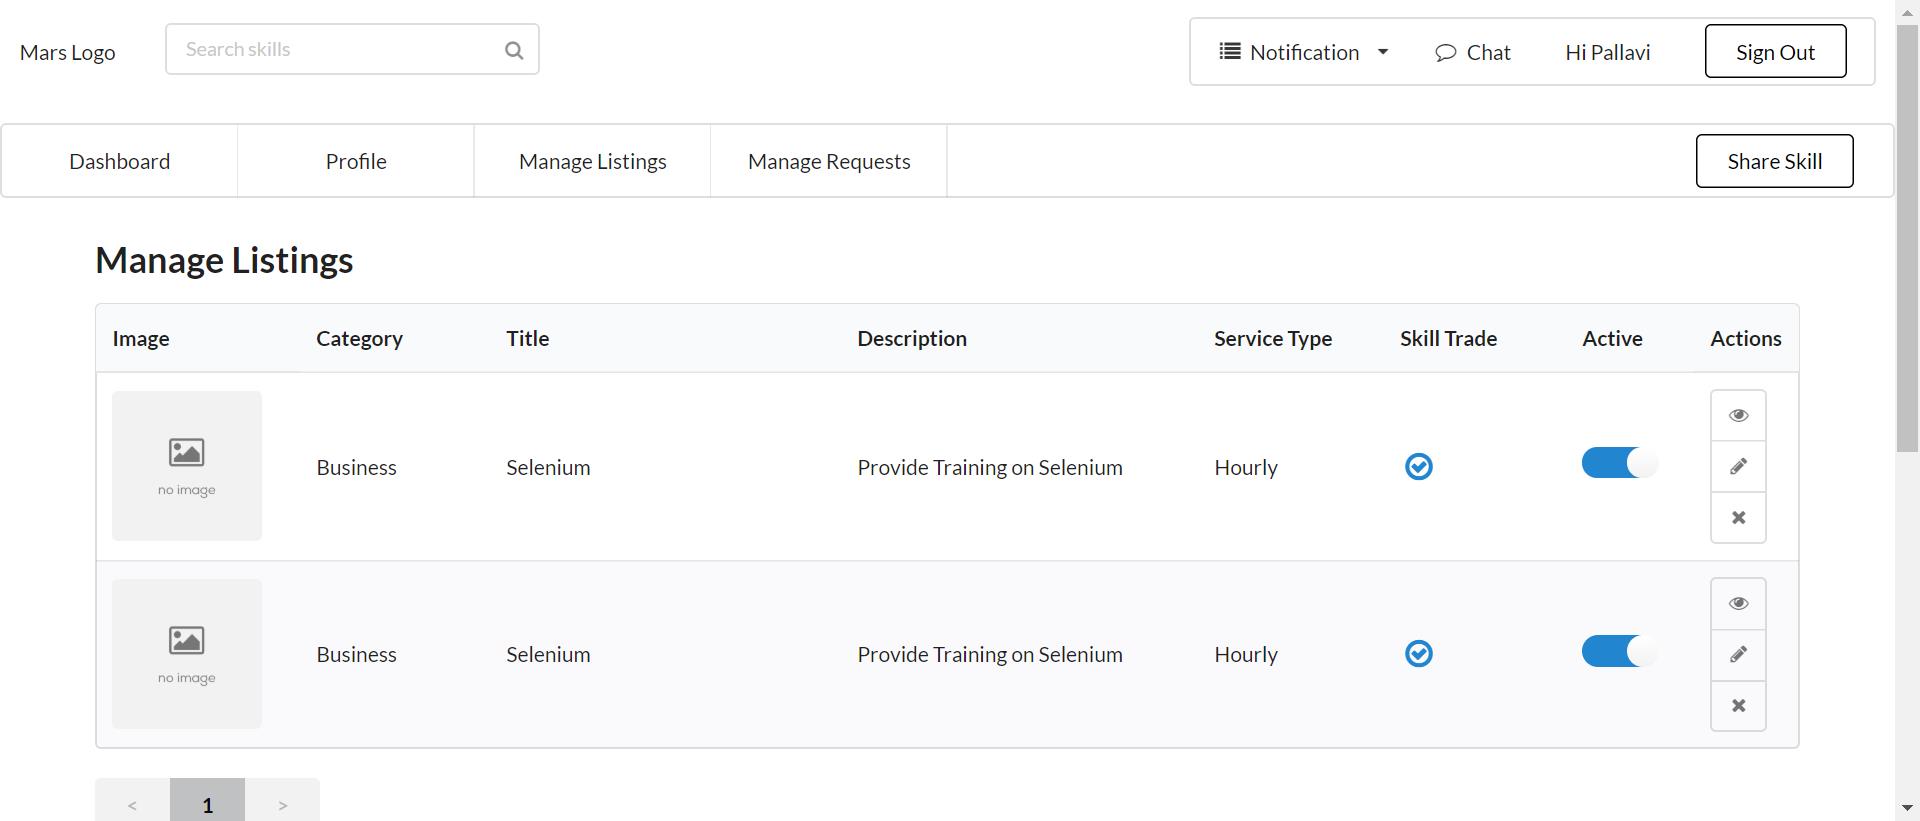 Mars Logo
Search skills
Notification
Chat
Hi Pallavi
Sign Out
Dashboard
Profile
Manage Listings
Manage Requests
Share Skill
Manage Listings
Image Category Title Description Service Type Skill Trade Active Actions
no image
Business Selenium Provide Training on Selenium Hourly
no image
Business Selenium Provide Training on Selenium Hourly
< 1 >